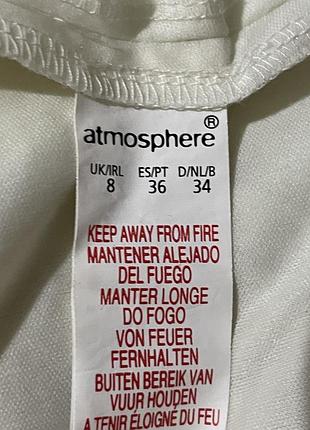 atmosphere®
UK/IRL ES/PT D/NL/B
8 36 34
KEEP AWAY FROM FIRE
MANTENER ALEJADO
DEL FUEGO
MANTER LONGE
DO FOGO
VON FEUER
FERNHALTEN
BUITEN BEREIK VAN
VUUR HOUDEN
A TENIR ÉLOIGNÉ DU FEU